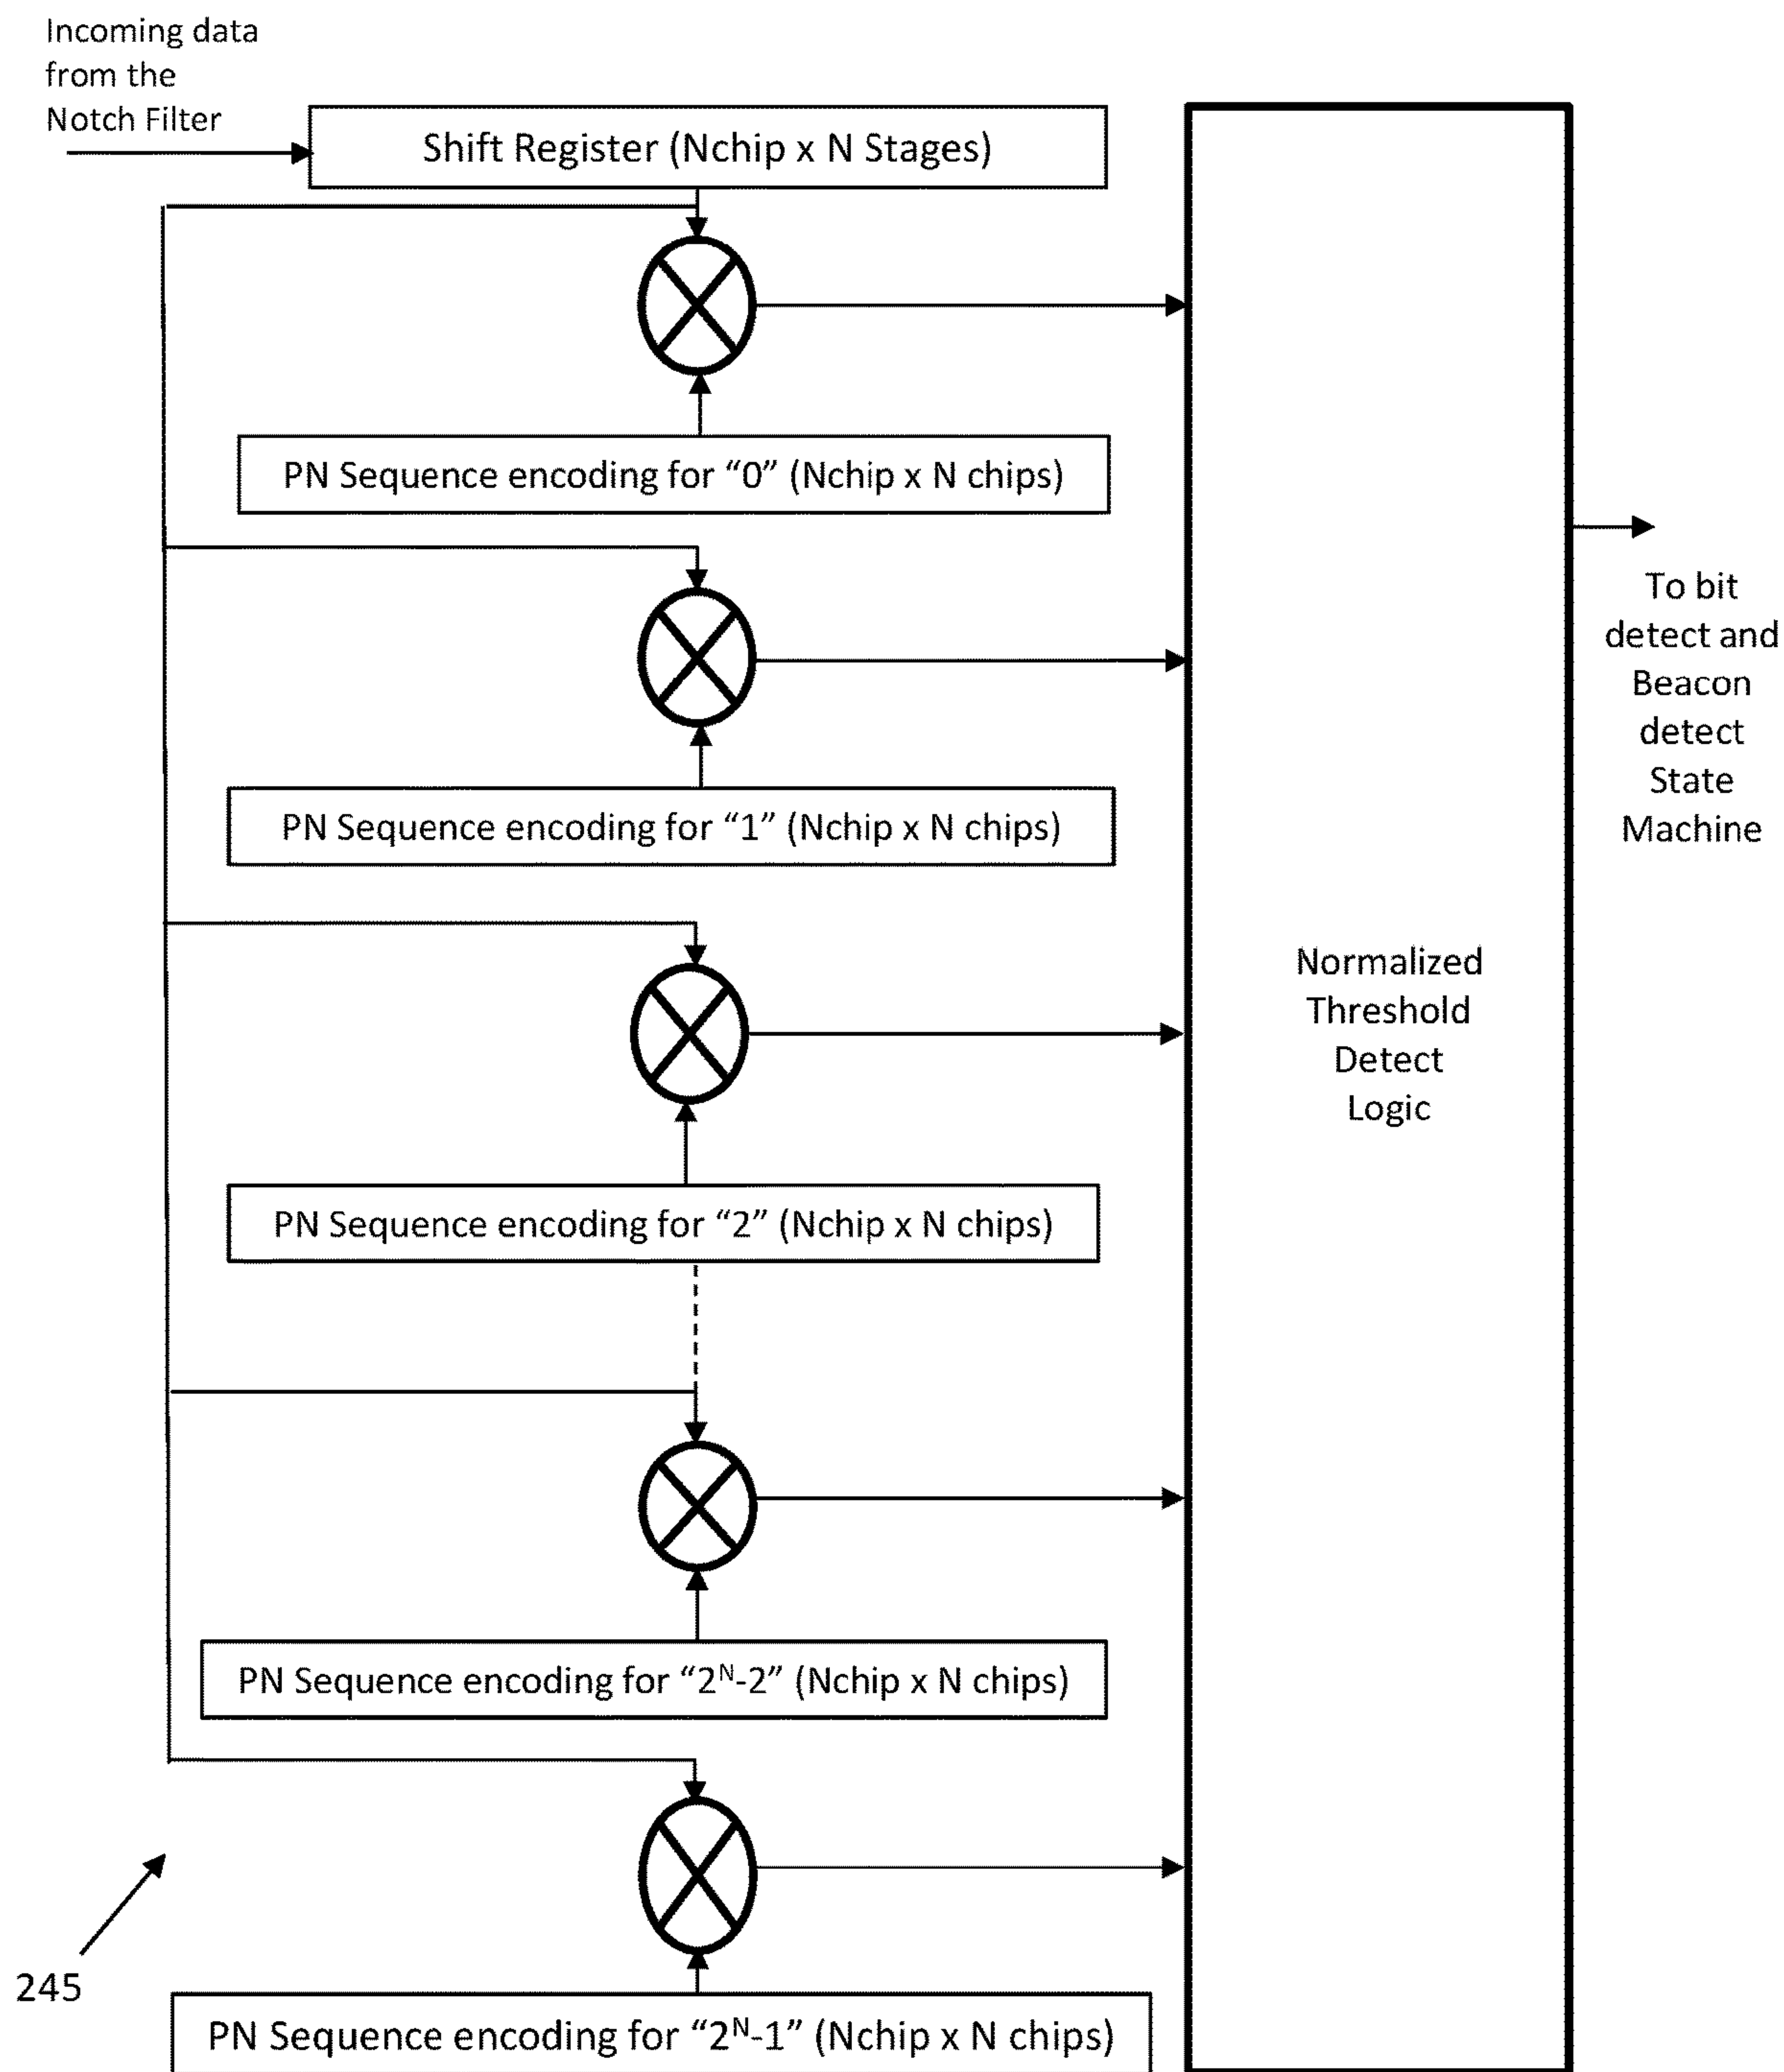 Incoming data
from the
Notch Filter
Shift Register (Nchip x N Stages)
PN Sequence encoding for “0” (Nchip x N chips)
To bit
detect and
Beacon
detect
State
Machine
PN Sequence encoding for “1” (Nchip x N chips)
Normalized
Threshold
Detect
Logic
PN Sequence encoding for “2” (Nchip x N chips)
PN Sequence encoding for “2ᴺ-2” (Nchip x N chips)
245
PN Sequence encoding for “2ᴺ-1” (Nchip x N chips)